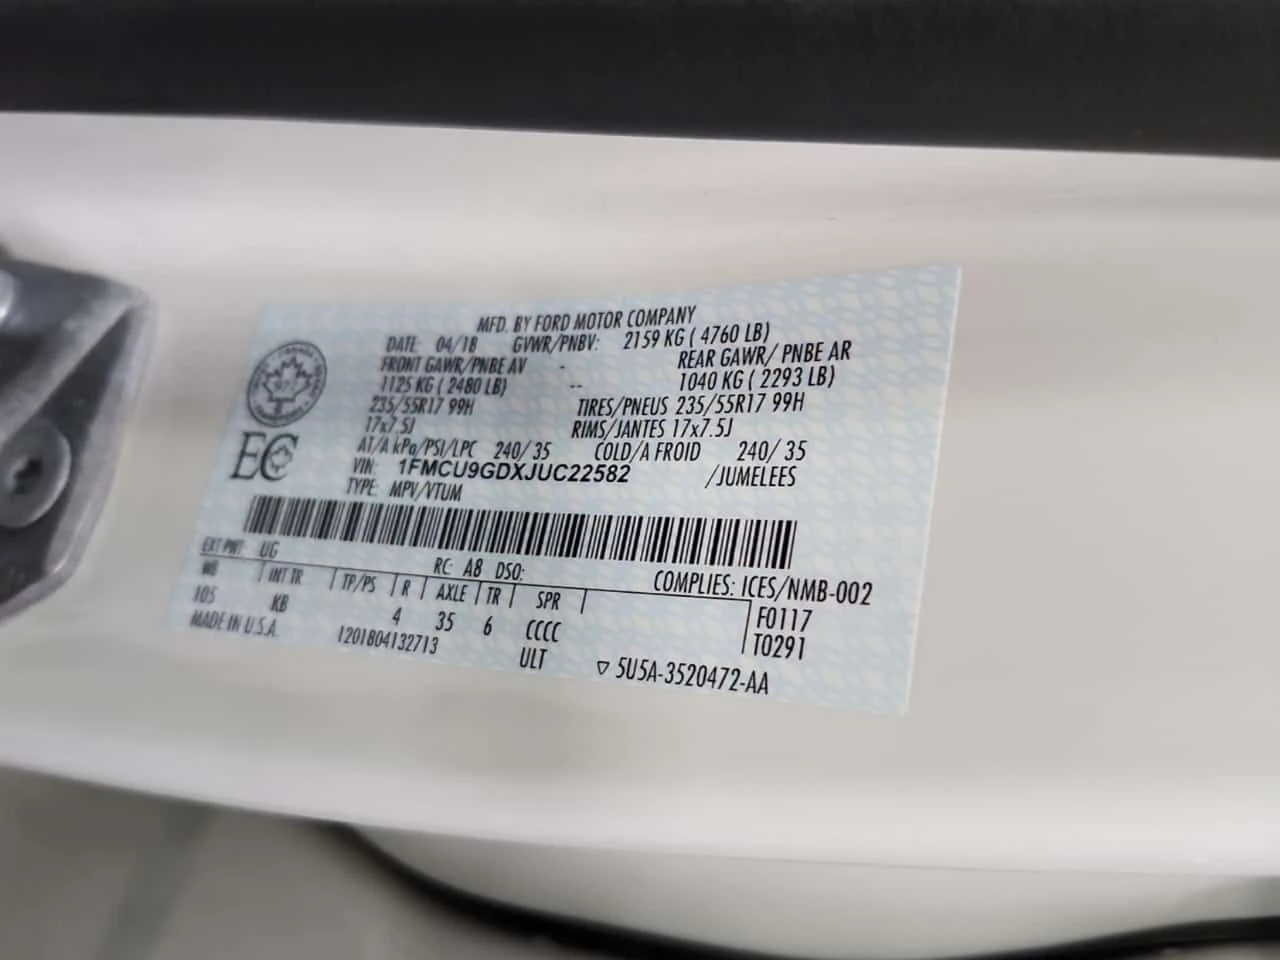 MFD. BY FORD MOTOR COMPANY
DATE 04/18 GVWR/PNBV: 2159 KG ( 4760 LB)
FRONT GAWR/PNBE AV - REAR GAWR/ PNBE AR
1125 KG ( 2480 LB) -- 1040 KG ( 2293 LB)
235/55R17 99H TIRES/PNEUS 235/55R17 99H
17x7.5J RIMS/JANTES 17x7.5J
AT/A kPa/PSI/LPC 240/ 35 COLD/A FROID 240/ 35
VIN: 1FMCU9GDXJUC22582 /JUMELEES
TYPE: MPV/VTUM
EC
EXT PNT: UG RC: A8 DSO: COMPLIES: ICES/NMB-002
WB INT TR TP/PS R AXLE TR SPR F0117
105 KB 4 35 6 CCCC T0291
MADE IN U.S.A. 1201804132713 ULT ▽ 5U5A-3520472-AA